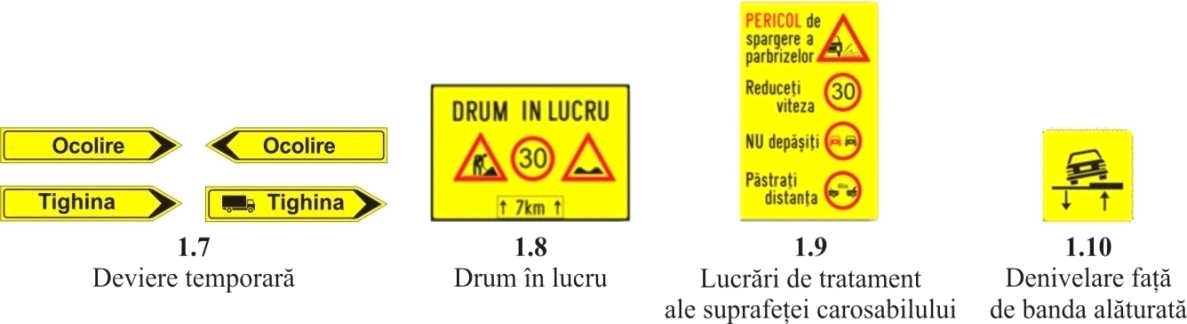 Ocolire
Ocolire
Tighina
Tighina
1.7
Deviere temporară
DRUM IN LUCRU
30
↑ 7km ↑
1.8
Drum în lucru
PERICOL de
spargere a
parbrizelor
Reduceți
viteza
30
NU depășiți
Păstrați
distanța
1.9
Lucrări de tratament
ale suprafeței carosabilului
1.10
Denivelare față
de banda alăturată